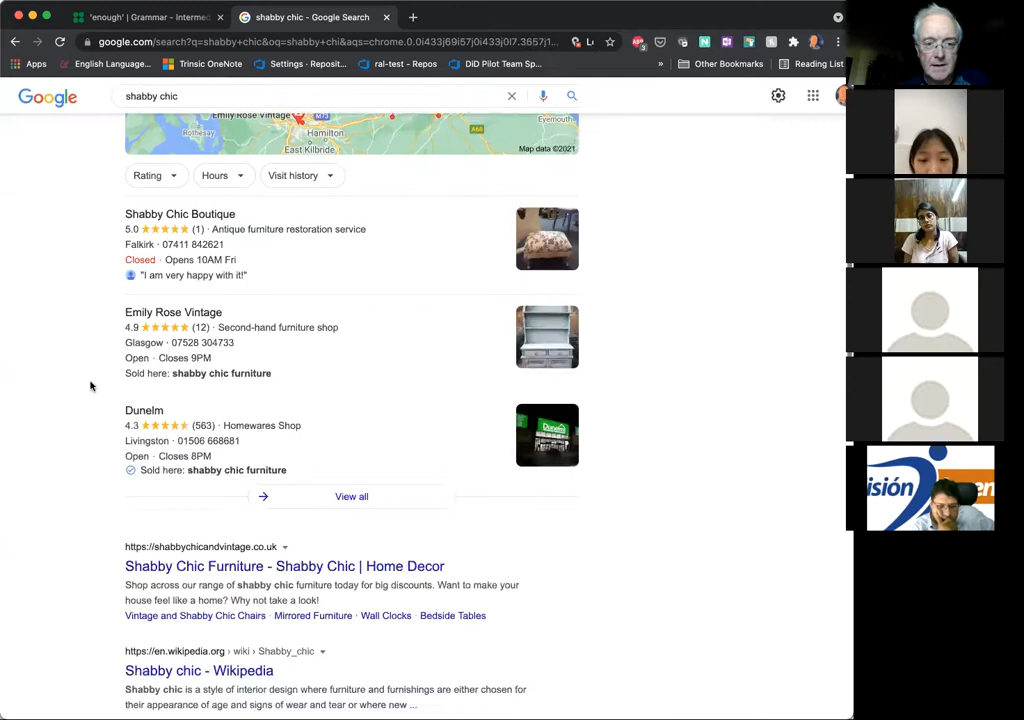 'enough' | Grammar - Intermed
shabby chic - Google Search
google.com/search?q=shabby+chic&oq=shabby+chi&aqs=chrome.0.0i433j69i57j0i433j0l7.3657j1...
Apps
English Language...
Trinsic OneNote
Settings · Reposit...
ral-test - Repos
DiD Pilot Team Sp...
»
Other Bookmarks
Reading List
Google
shabby chic
Emily Rose Vintage
M73
Rothesay
Hamilton
A68
Eyemouth
East Kilbride
Map data ©2021
Rating
Hours
Visit history
Shabby Chic Boutique
5.0 (1) · Antique furniture restoration service
Falkirk · 07411 842621
Closed · Opens 10AM Fri
"I am very happy with it!"
Emily Rose Vintage
4.9 (12) · Second-hand furniture shop
Glasgow · 07528 304733
Open · Closes 9PM
Sold here: shabby chic furniture
Dunelm
4.3 (563) · Homewares Shop
Livingston · 01506 668681
Open · Closes 8PM
Sold here: shabby chic furniture
Dunelm
View all
https://shabbychicandvintage.co.uk
Shabby Chic Furniture - Shabby Chic | Home Decor
Shop across our range of shabby chic furniture today for big discounts. Want to make your
house feel like a home? Why not take a look!
Vintage and Shabby Chic Chairs · Mirrored Furniture · Wall Clocks · Bedside Tables
https://en.wikipedia.org › wiki › Shabby_chic
Shabby chic - Wikipedia
Shabby chic is a style of interior design where furniture and furnishings are either chosen for
their appearance of age and signs of wear and tear or where new ...
isión
en